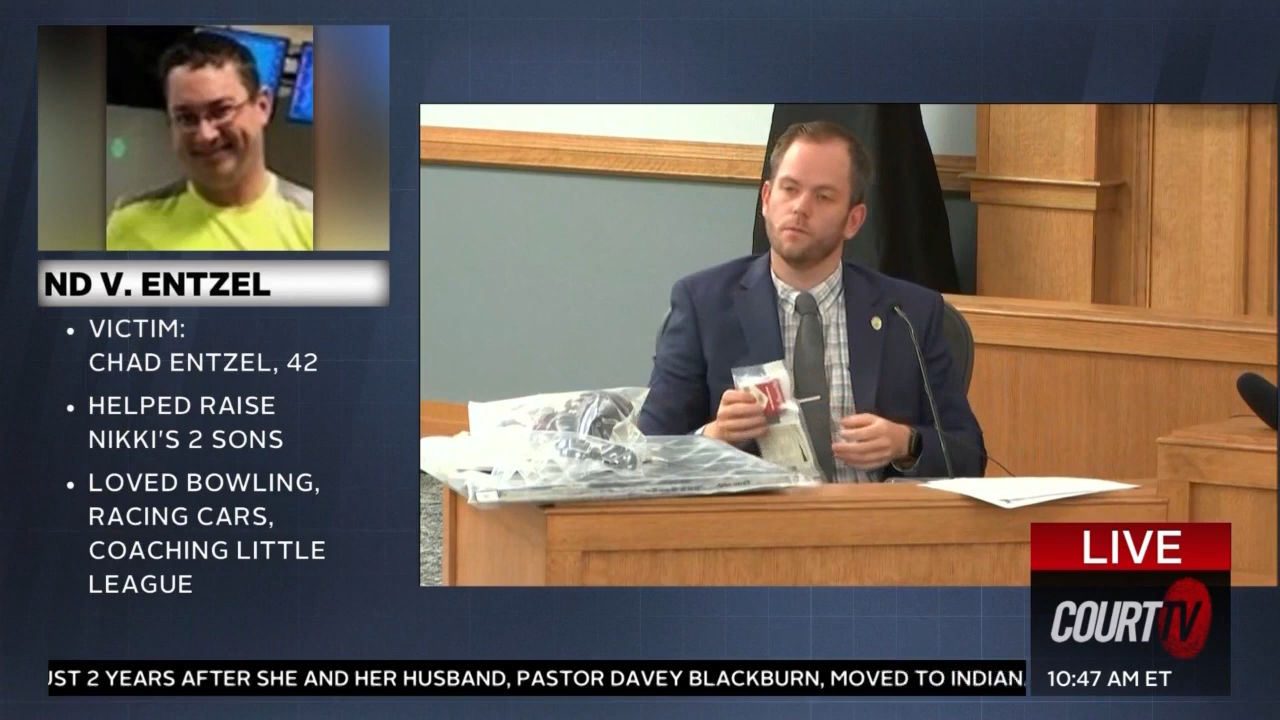 ND V. ENTZEL
• VICTIM:
CHAD ENTZEL, 42
• HELPED RAISE
NIKKI'S 2 SONS
• LOVED BOWLING,
RACING CARS,
COACHING LITTLE
LEAGUE
LIVE
COURT TV
10:47 AM ET
UST 2 YEARS AFTER SHE AND HER HUSBAND, PASTOR DAVEY BLACKBURN, MOVED TO INDIAN